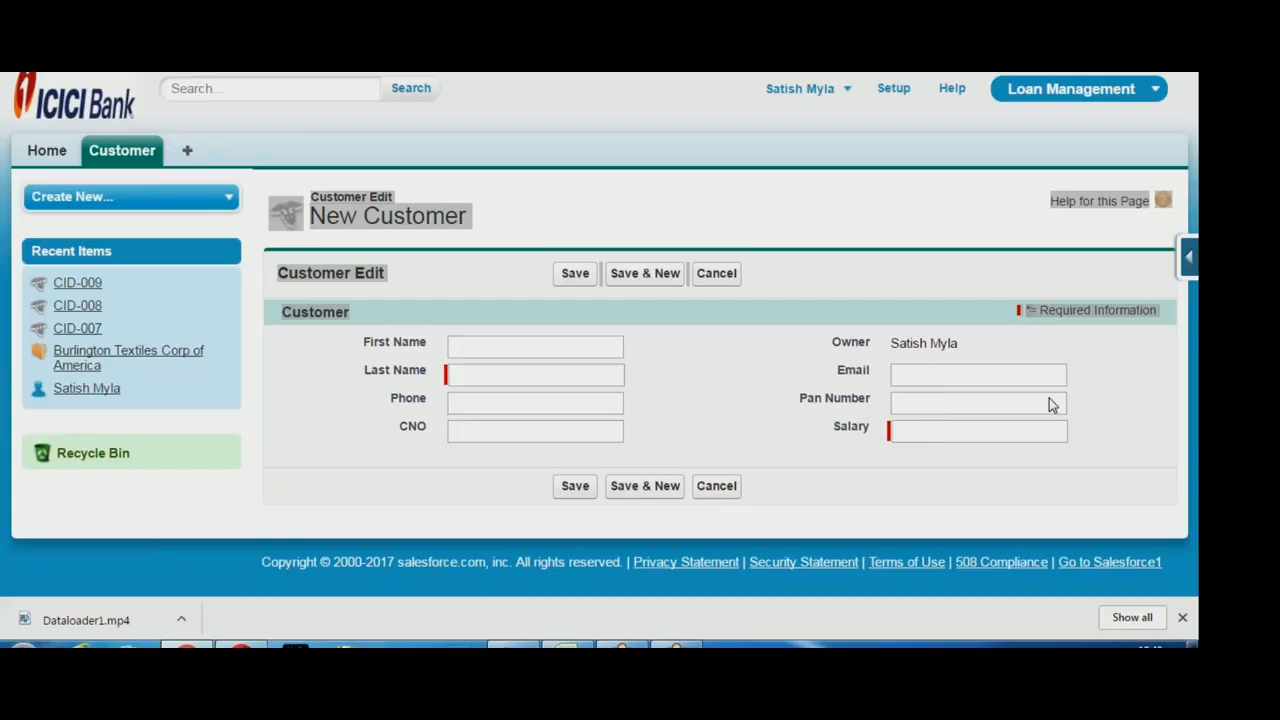 ICICI Bank
Search...
Search
Satish Myla
Setup
Help
Loan Management
Home
Customer
+
Create New...
Recent Items
CID-009
CID-008
CID-007
Burlington Textiles Corp of
America
Satish Myla
Recycle Bin
Customer Edit
New Customer
Help for this Page
Customer Edit
Save
Save & New
Cancel
Customer
= Required Information
First Name
Owner Satish Myla
Last Name
Email
Phone
Pan Number
CNO
Salary
Save
Save & New
Cancel
Copyright © 2000-2017 salesforce.com, inc. All rights reserved. | Privacy Statement | Security Statement | Terms of Use | 508 Compliance | Go to Salesforce1
Dataloader1.mp4
Show all